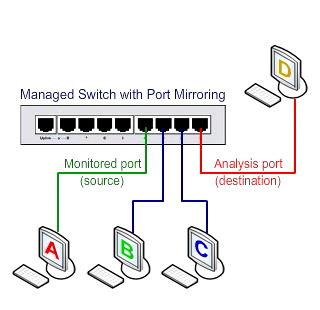 D
Managed Switch with Port Mirroring
Uplink
Monitored port
(source)
Analysis port
(destination)
A
B
C